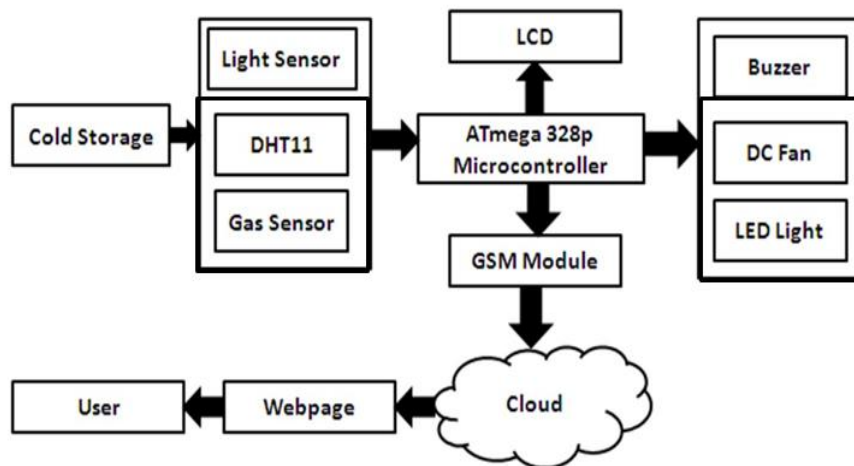 LCD
Light Sensor
Buzzer
Cold Storage
DHT11
ATmega 328p
Microcontroller
DC Fan
Gas Sensor
LED Light
GSM Module
User
Webpage
Cloud